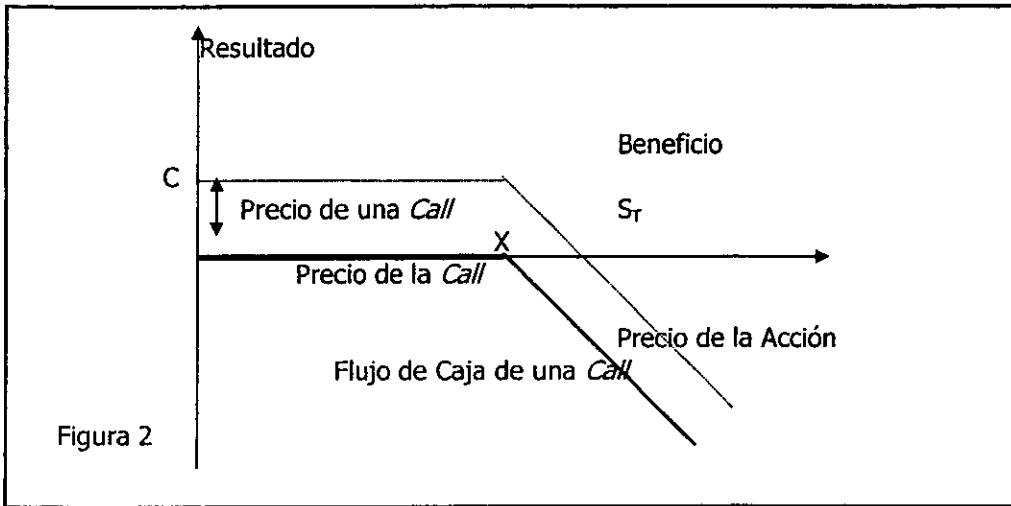 Resultado
Beneficio
C
Precio de una Call
S_T
X
Precio de la Call
Precio de la Acción
Flujo de Caja de una Call
Figura 2